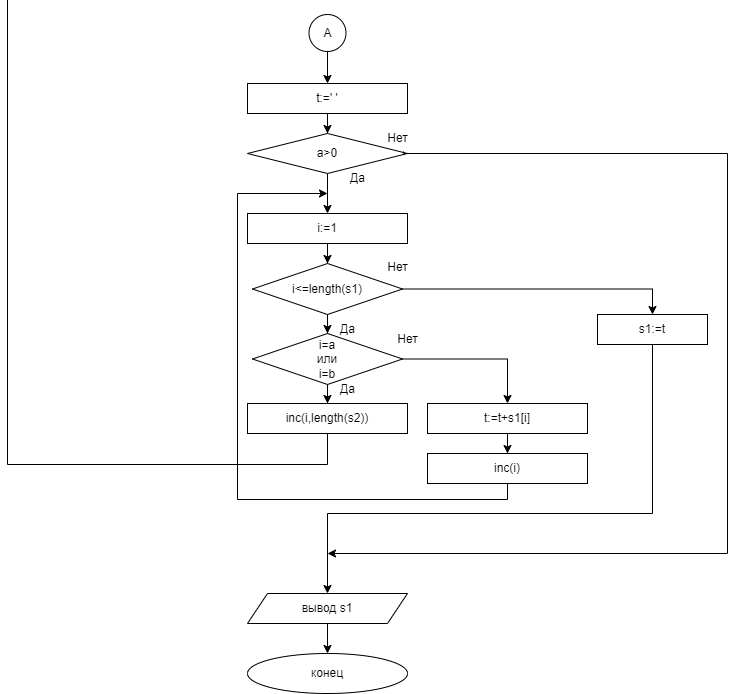 A
t:=' '
Нет
a>0
Да
i:=1
Нет
i<=length(s1)
s1:=t
Да
Нет
i=a
или
i=b
Да
inc(i,length(s2))
t:=t+s1[i]
inc(i)
вывод s1
конец